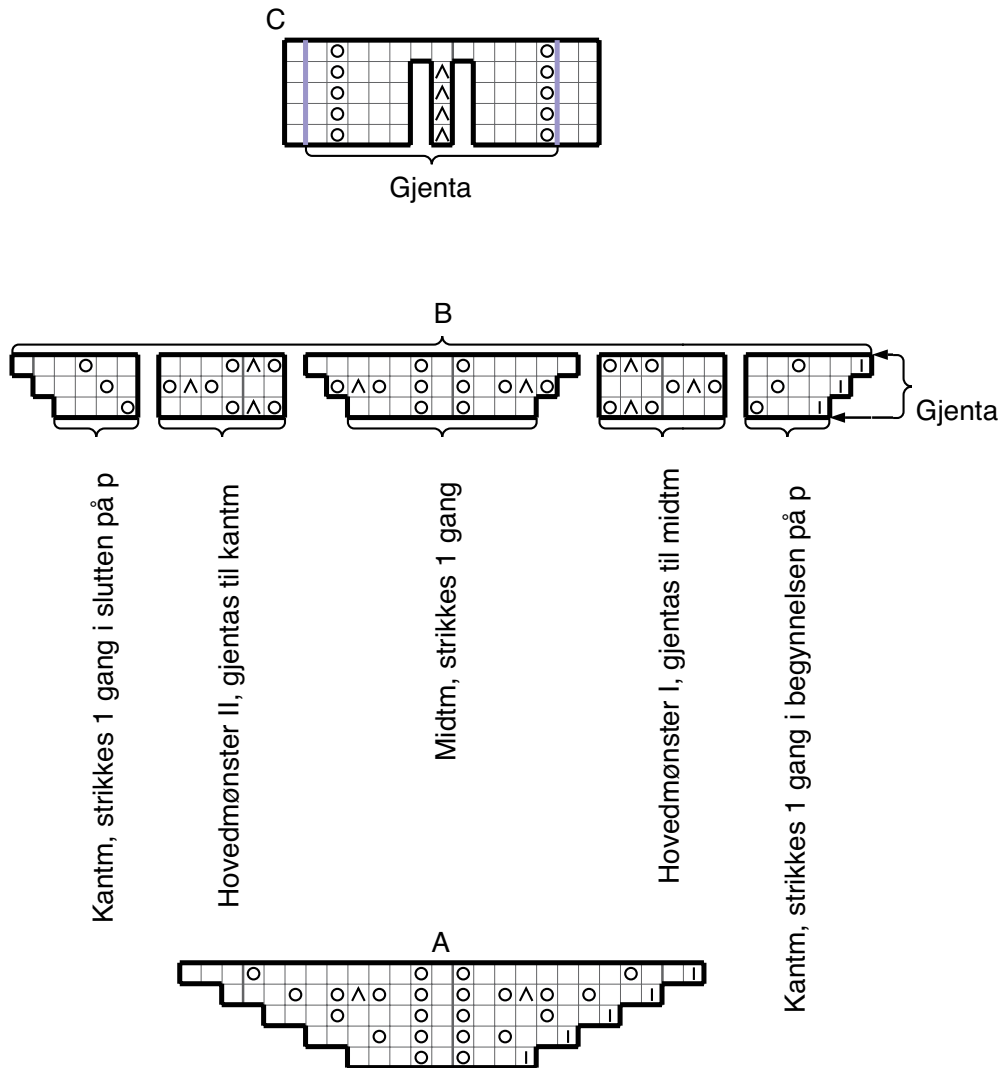 C
Gjenta
B
Gjenta
Kantm, strikkes 1 gang i slutten på p
Hovedmønster II, gjentas til kantm
Midtm, strikkes 1 gang
Hovedmønster I, gjentas til midtm
Kantm, strikkes 1 gang i begynnelsen på p
A